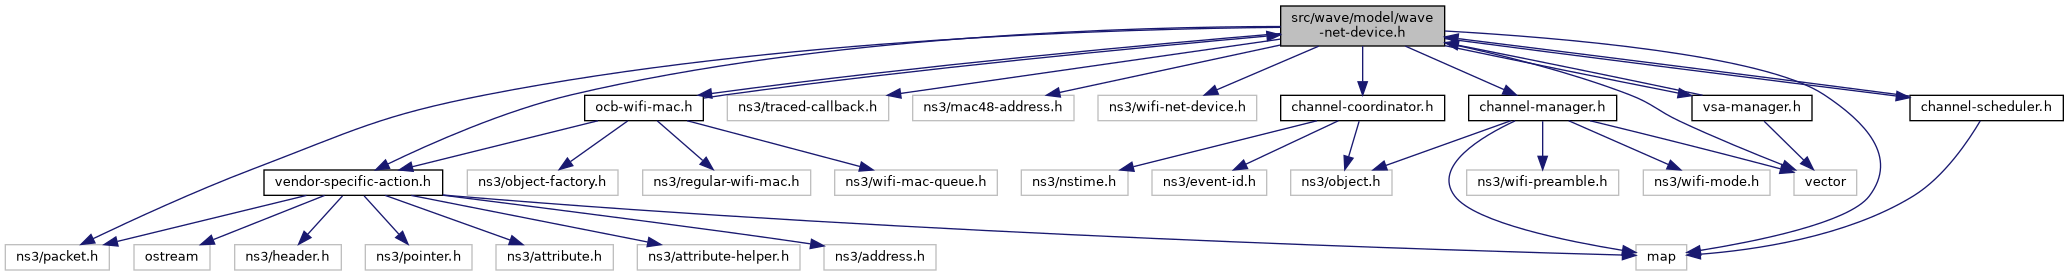 src/wave/model/wave
-net-device.h
ocb-wifi-mac.h
ns3/traced-callback.h
ns3/mac48-address.h
ns3/wifi-net-device.h
channel-coordinator.h
channel-manager.h
vsa-manager.h
channel-scheduler.h
vendor-specific-action.h
ns3/object-factory.h
ns3/regular-wifi-mac.h
ns3/wifi-mac-queue.h
ns3/nstime.h
ns3/event-id.h
ns3/object.h
ns3/wifi-preamble.h
ns3/wifi-mode.h
vector
ns3/packet.h
ostream
ns3/header.h
ns3/pointer.h
ns3/attribute.h
ns3/attribute-helper.h
ns3/address.h
map